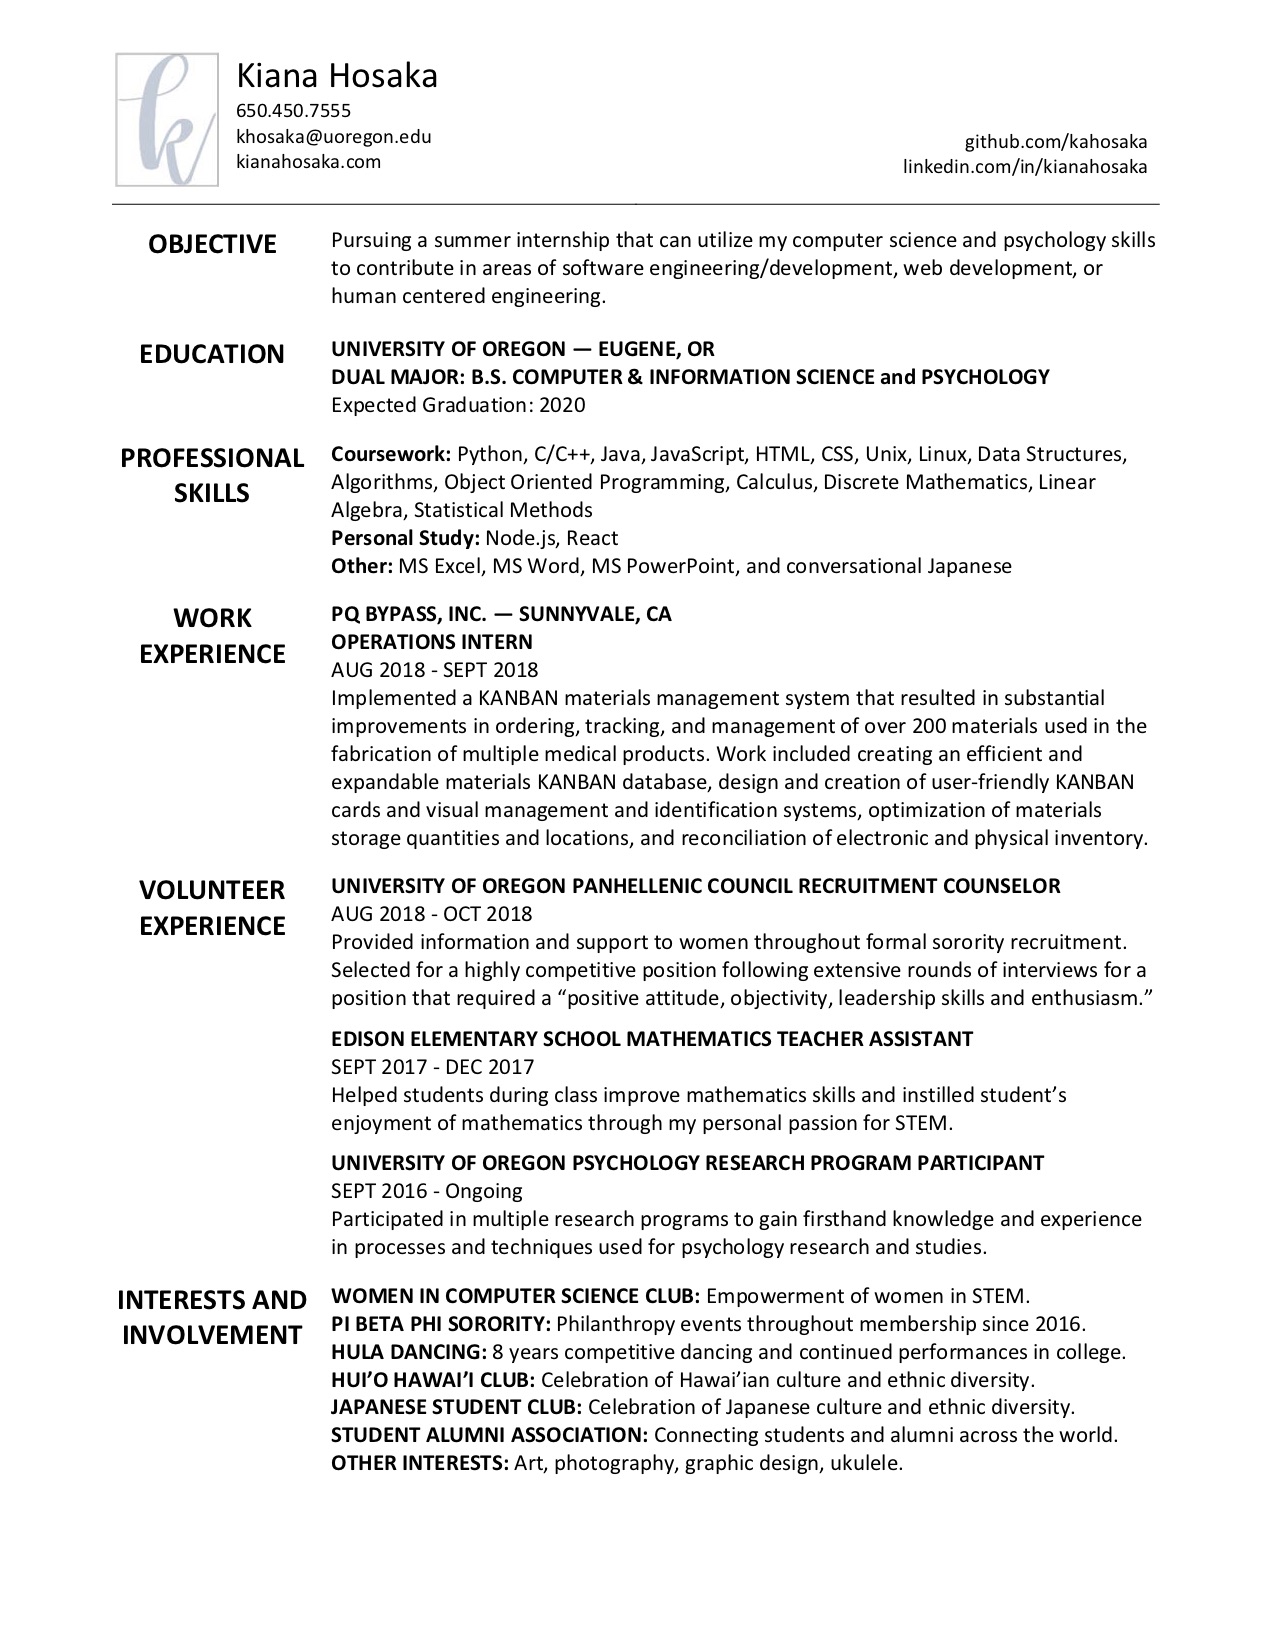 k
Kiana Hosaka
650.450.7555
khosaka@uoregon.edu
kianahosaka.com
github.com/kahosaka
linkedin.com/in/kianahosaka
OBJECTIVE
Pursuing a summer internship that can utilize my computer science and psychology skills
to contribute in areas of software engineering/development, web development, or
human centered engineering.
EDUCATION
UNIVERSITY OF OREGON — EUGENE, OR
DUAL MAJOR: B.S. COMPUTER & INFORMATION SCIENCE and PSYCHOLOGY
Expected Graduation: 2020
PROFESSIONAL
SKILLS
Coursework: Python, C/C++, Java, JavaScript, HTML, CSS, Unix, Linux, Data Structures,
Algorithms, Object Oriented Programming, Calculus, Discrete Mathematics, Linear
Algebra, Statistical Methods
Personal Study: Node.js, React
Other: MS Excel, MS Word, MS PowerPoint, and conversational Japanese
WORK
EXPERIENCE
PQ BYPASS, INC. — SUNNYVALE, CA
OPERATIONS INTERN
AUG 2018 - SEPT 2018
Implemented a KANBAN materials management system that resulted in substantial
improvements in ordering, tracking, and management of over 200 materials used in the
fabrication of multiple medical products. Work included creating an efficient and
expandable materials KANBAN database, design and creation of user-friendly KANBAN
cards and visual management and identification systems, optimization of materials
storage quantities and locations, and reconciliation of electronic and physical inventory.
VOLUNTEER
EXPERIENCE
UNIVERSITY OF OREGON PANHELLENIC COUNCIL RECRUITMENT COUNSELOR
AUG 2018 - OCT 2018
Provided information and support to women throughout formal sorority recruitment.
Selected for a highly competitive position following extensive rounds of interviews for a
position that required a “positive attitude, objectivity, leadership skills and enthusiasm.”
EDISON ELEMENTARY SCHOOL MATHEMATICS TEACHER ASSISTANT
SEPT 2017 - DEC 2017
Helped students during class improve mathematics skills and instilled student’s
enjoyment of mathematics through my personal passion for STEM.
UNIVERSITY OF OREGON PSYCHOLOGY RESEARCH PROGRAM PARTICIPANT
SEPT 2016 - Ongoing
Participated in multiple research programs to gain firsthand knowledge and experience
in processes and techniques used for psychology research and studies.
INTERESTS AND
INVOLVEMENT
WOMEN IN COMPUTER SCIENCE CLUB: Empowerment of women in STEM.
PI BETA PHI SORORITY: Philanthropy events throughout membership since 2016.
HULA DANCING: 8 years competitive dancing and continued performances in college.
HUI’O HAWAI’I CLUB: Celebration of Hawai’ian culture and ethnic diversity.
JAPANESE STUDENT CLUB: Celebration of Japanese culture and ethnic diversity.
STUDENT ALUMNI ASSOCIATION: Connecting students and alumni across the world.
OTHER INTERESTS: Art, photography, graphic design, ukulele.